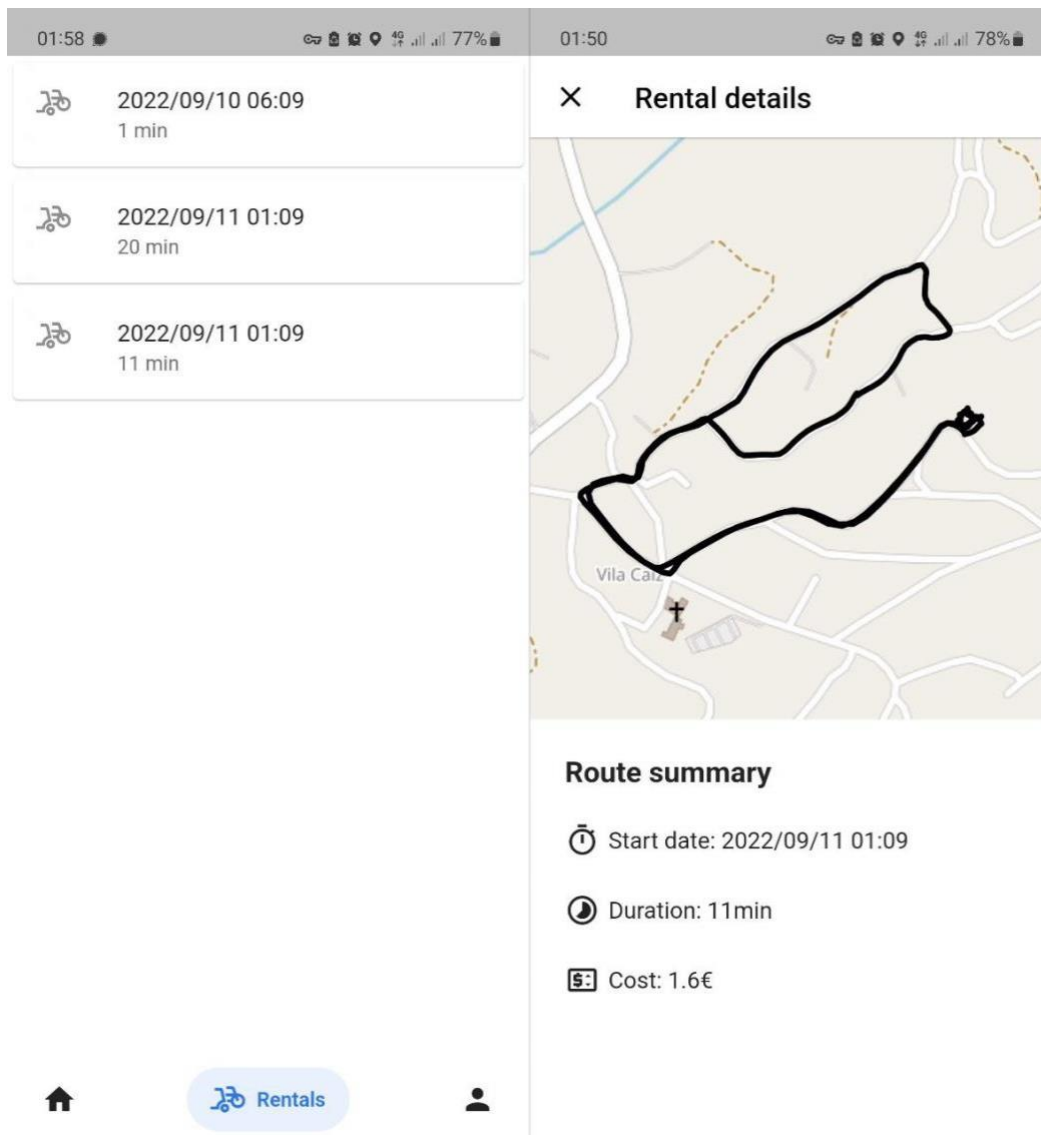 01:58
4G 77%
2022/09/10 06:09
1 min
2022/09/11 01:09
20 min
2022/09/11 01:09
11 min
Rentals
01:50
4G 78%
Rental details
Vila Caiz
Route summary
Start date: 2022/09/11 01:09
Duration: 11min
$:
Cost: 1.6€